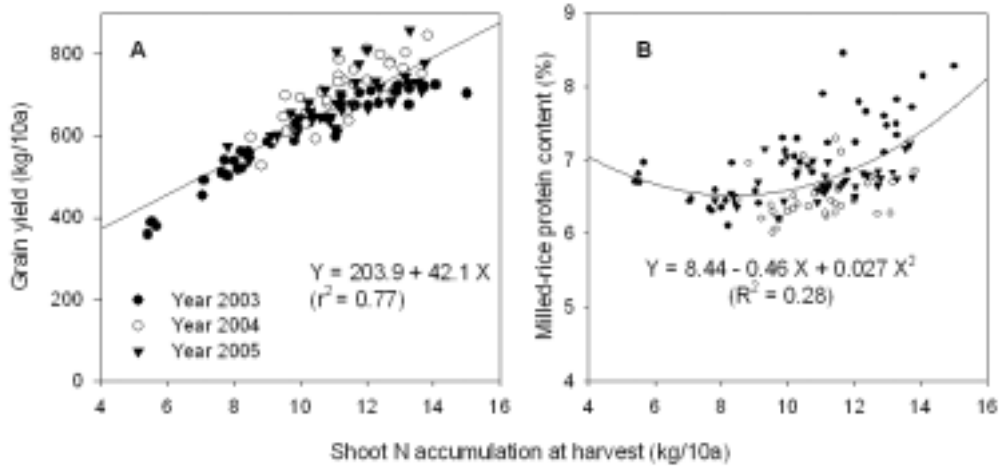 A
Grain yield (kg/10a)
800
600
400
200
0
4 6 8 10 12 14 16
Y = 203.9 + 42.1 X
(r² = 0.77)
Year 2003
Year 2004
Year 2005
B
Milled-rice protein content (%)
9
8
7
6
5
4
4 6 8 10 12 14 16
Y = 8.44 - 0.46 X + 0.027 X²
(R² = 0.28)
Shoot N accumulation at harvest (kg/10a)